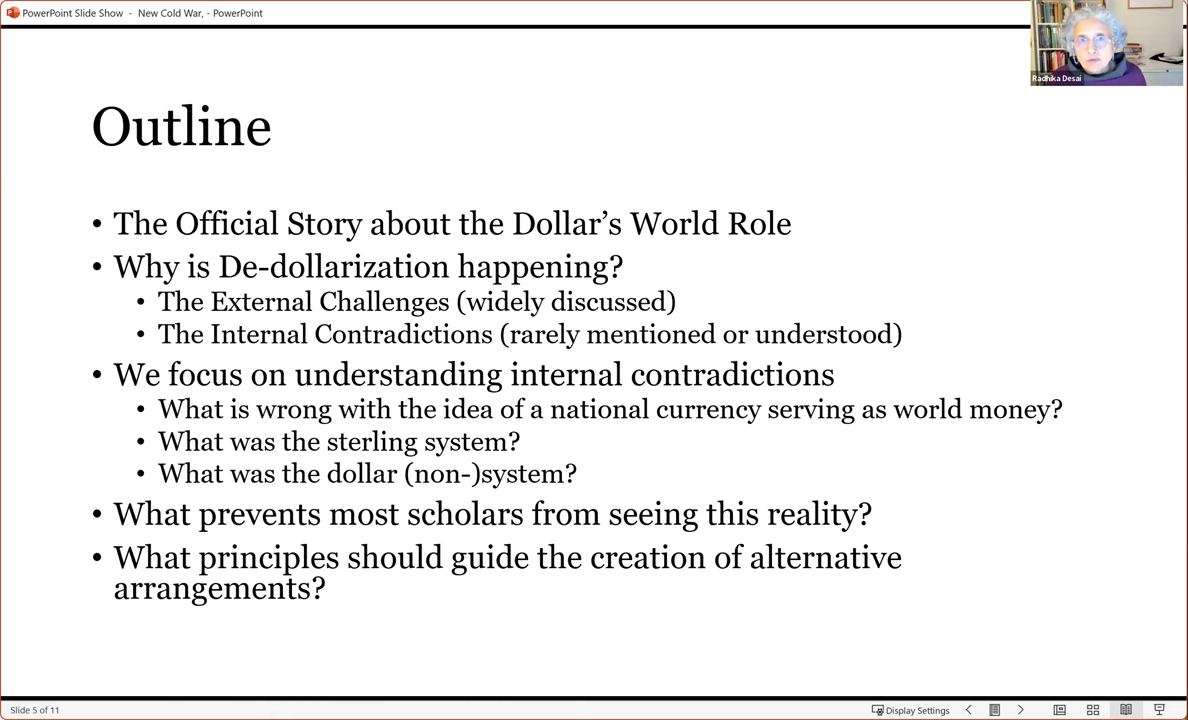 PowerPoint Slide Show - New Cold War, - PowerPoint
Radhika Desai
Outline
• The Official Story about the Dollar’s World Role
• Why is De-dollarization happening?
• The External Challenges (widely discussed)
• The Internal Contradictions (rarely mentioned or understood)
• We focus on understanding internal contradictions
• What is wrong with the idea of a national currency serving as world money?
• What was the sterling system?
• What was the dollar (non-)system?
• What prevents most scholars from seeing this reality?
• What principles should guide the creation of alternative
arrangements?
Slide 5 of 11
Display Settings